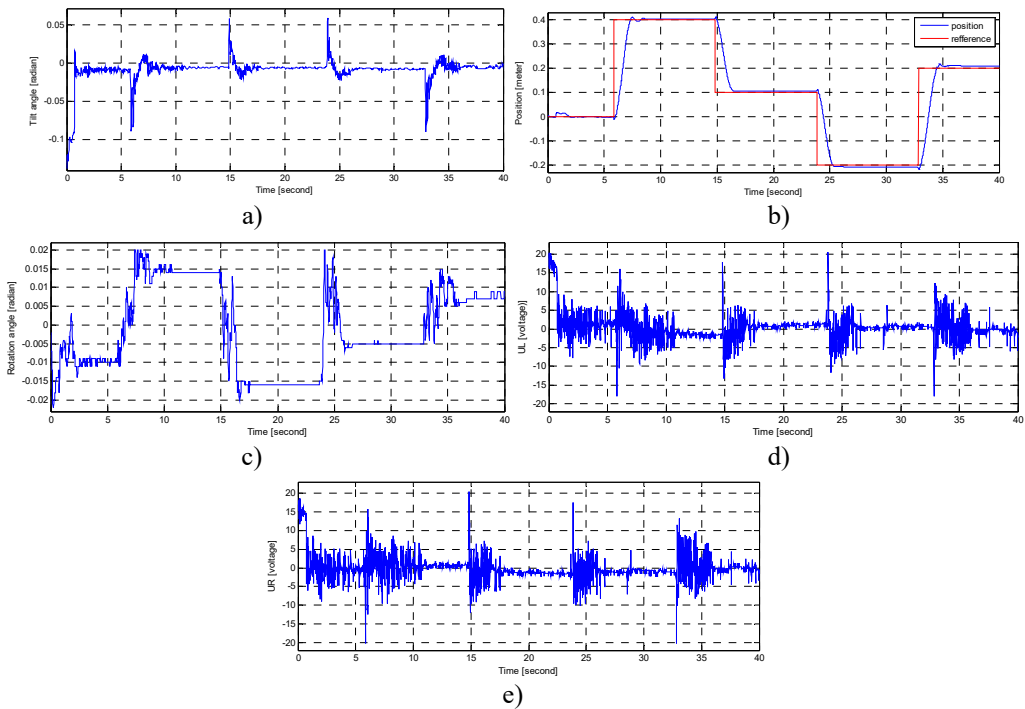 0.05
0
-0.05
-0.1
Tilt angle [radian]
0 5 10 15 20 25 30 35 40
Time [second]
a)
0.4
0.3
0.2
0.1
0
-0.1
-0.2
Position [meter]
position
refference
0 5 10 15 20 25 30 35 40
Time [second]
b)
0.02
0.015
0.01
0.005
0
-0.005
-0.01
-0.015
-0.02
Rotation angle [radian]
0 5 10 15 20 25 30 35 40
Time [second]
c)
20
15
10
5
0
-5
-10
-15
-20
UL [voltage)]
0 5 10 15 20 25 30 35 40
Time [second]
d)
20
15
10
5
0
-5
-10
-15
-20
UR [voltage]
0 5 10 15 20 25 30 35 40
Time [second]
e)